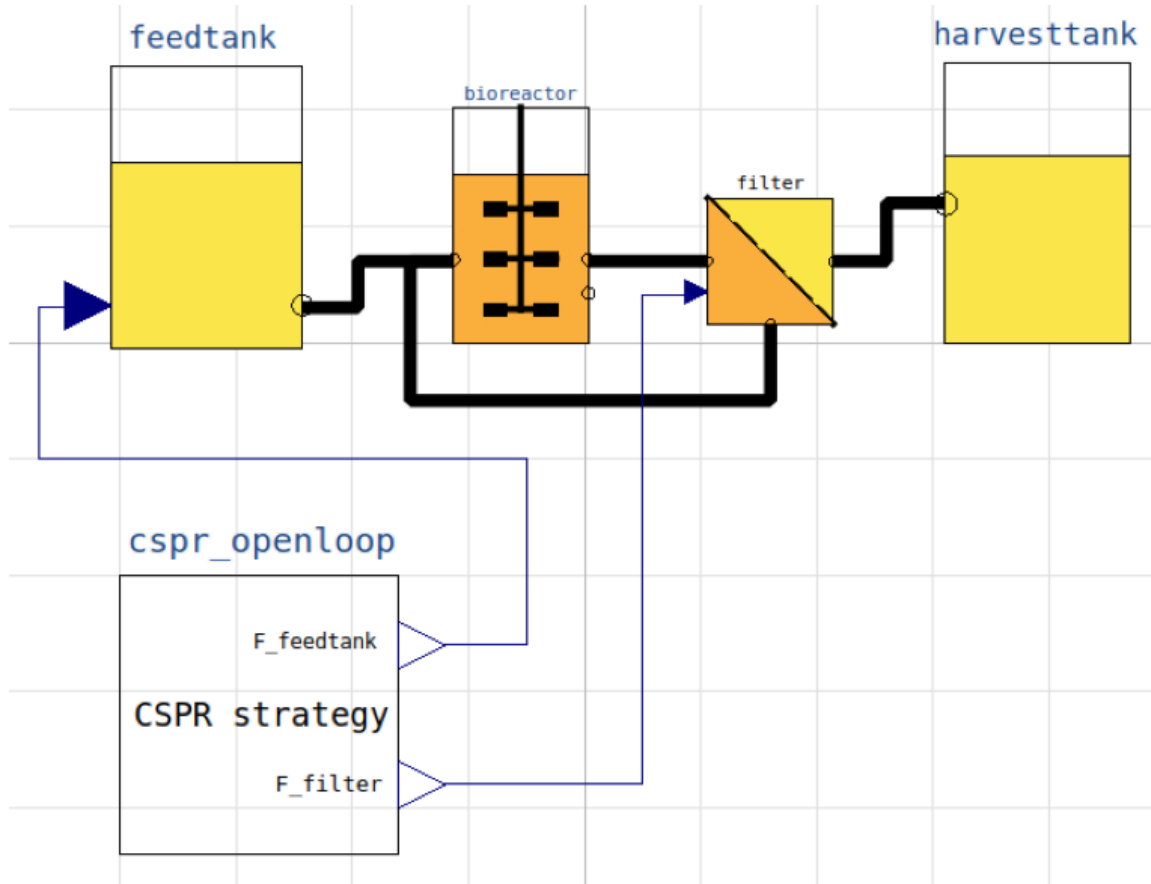 feedtank
harvesttank
bioreactor
filter
cspr_openloop
F_feedtank
CSPR strategy
F_filter